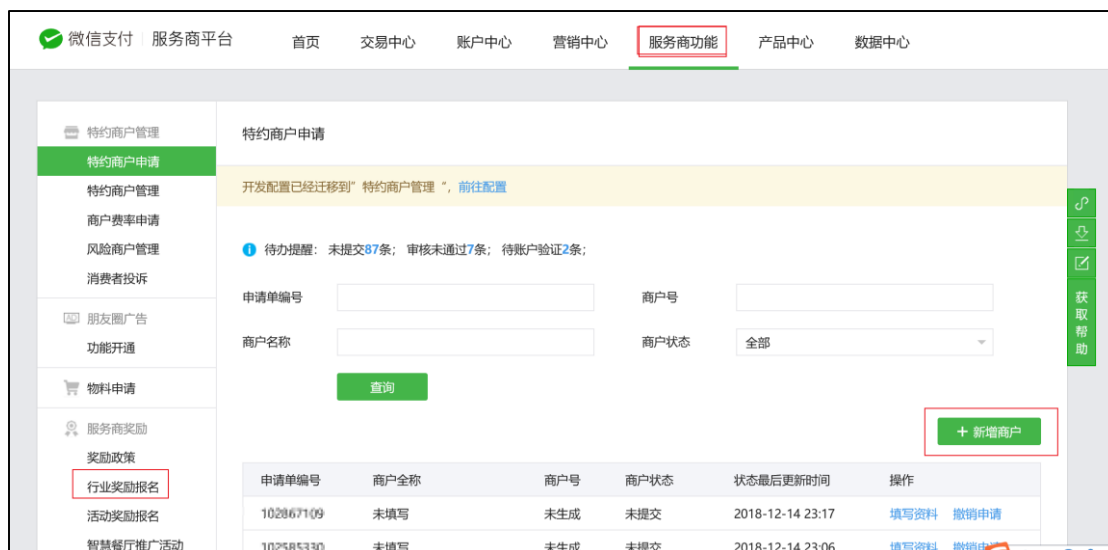 微信支付 服务商平台 首页 交易中心 账户中心 营销中心 服务商功能 产品中心 数据中心
特约商户管理
特约商户申请
特约商户管理
商户费率申请
风险商户管理
消费者投诉
朋友圈广告
功能开通
物料申请
服务商奖励
奖励政策
行业奖励报名
活动奖励报名
智慧餐厅推广活动
特约商户申请
开发配置已经迁移到”特约商户管理“，前往配置
待办提醒： 未提交87条； 审核未通过7条； 待账户验证2条；
申请单编号 商户号
商户名称 商户状态 全部
查询
+ 新增商户
申请单编号 商户全称 商户号 商户状态 状态最后更新时间 操作
102867109 未填写 未生成 未提交 2018-12-14 23:17 填写资料 撤销申请
102585330 未填写 未生成 未提交 2018-12-14 23:06 填写资料 撤销申请
获取帮助